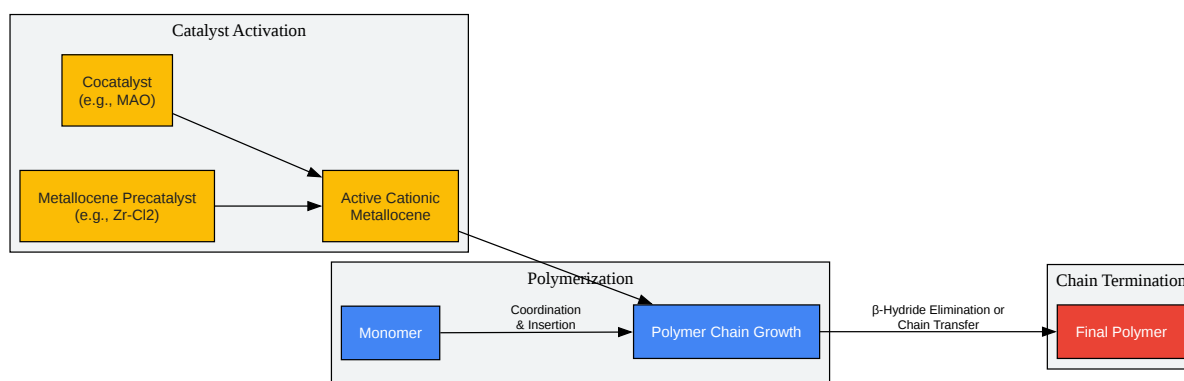 Catalyst Activation
Cocatalyst
(e.g., MAO)
Metallocene Precatalyst
(e.g., Zr-Cl2)
Active Cationic
Metallocene
Polymerization
Monomer
Coordination
& Insertion
Polymer Chain Growth
β-Hydride Elimination or
Chain Transfer
Chain Termination
Final Polymer